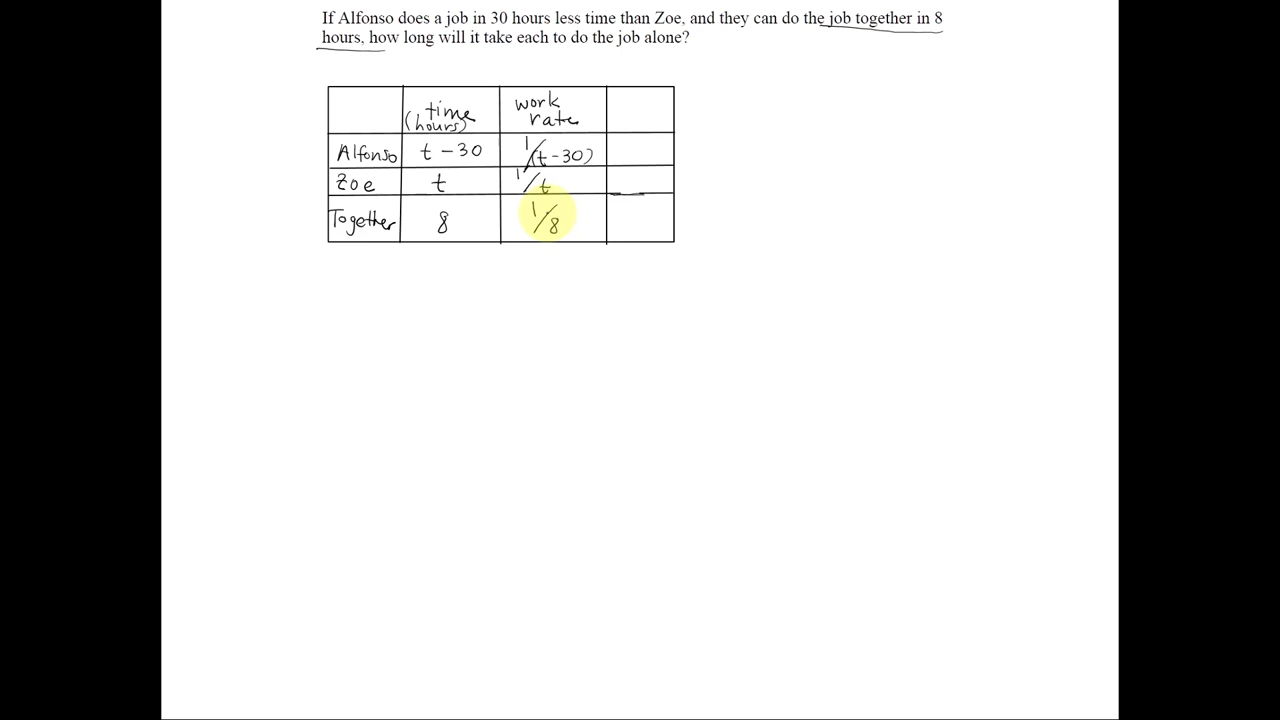 If Alfonso does a job in 30 hours less time than Zoe, and they can do the job together in 8
hours, how long will it take each to do the job alone?
time work
(hours) rate
Alfonso t - 30 1/(t - 30)
Zoe t 1/t
Together 8 1/8